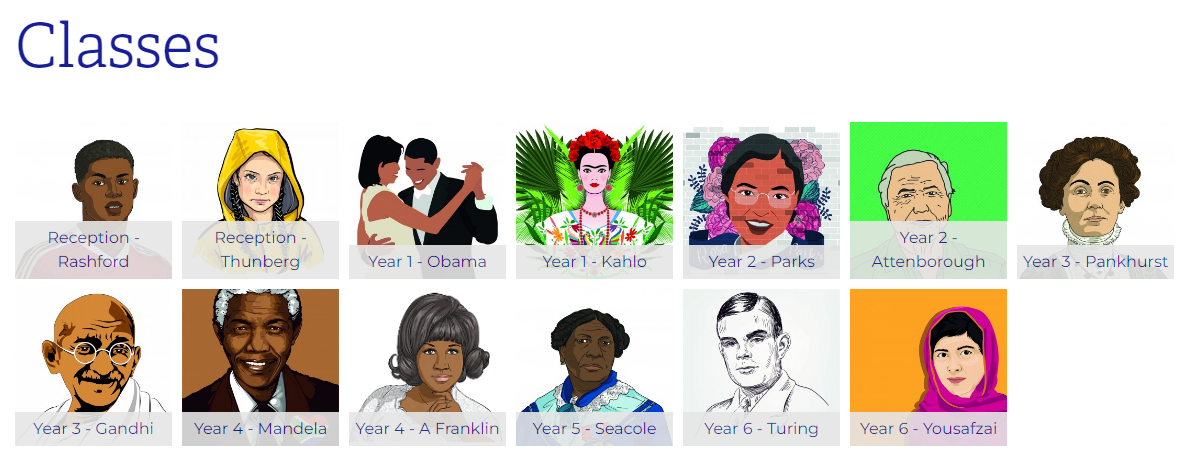 Classes
Reception -
Rashford
Reception -
Thunberg
Year 1 - Obama
Year 1 - Kahlo
Year 2 - Parks
Year 2 -
Attenborough
Year 3 - Pankhurst
Year 3 - Gandhi
Year 4 - Mandela
Year 4 - A Franklin
Year 5 - Seacole
Year 6 - Turing
Year 6 - Yousafzai